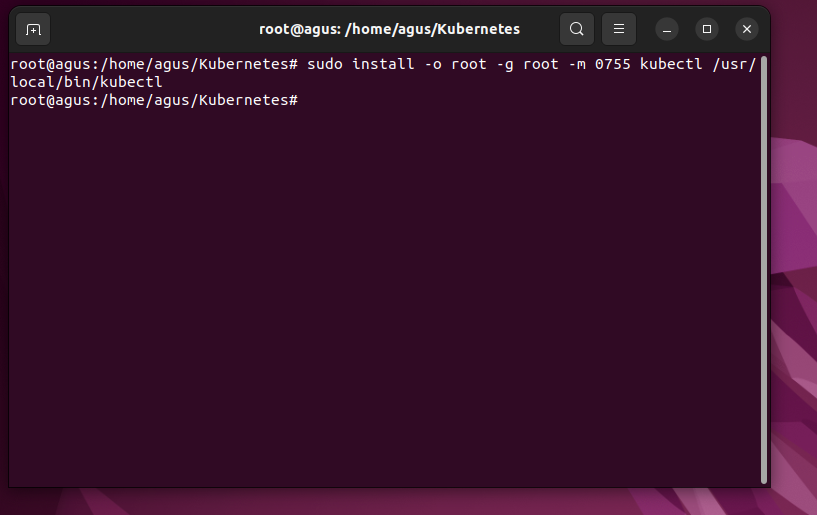 root@agus: /home/agus/Kubernetes
root@agus:/home/agus/Kubernetes# sudo install -o root -g root -m 0755 kubectl /usr/
local/bin/kubectl
root@agus:/home/agus/Kubernetes#